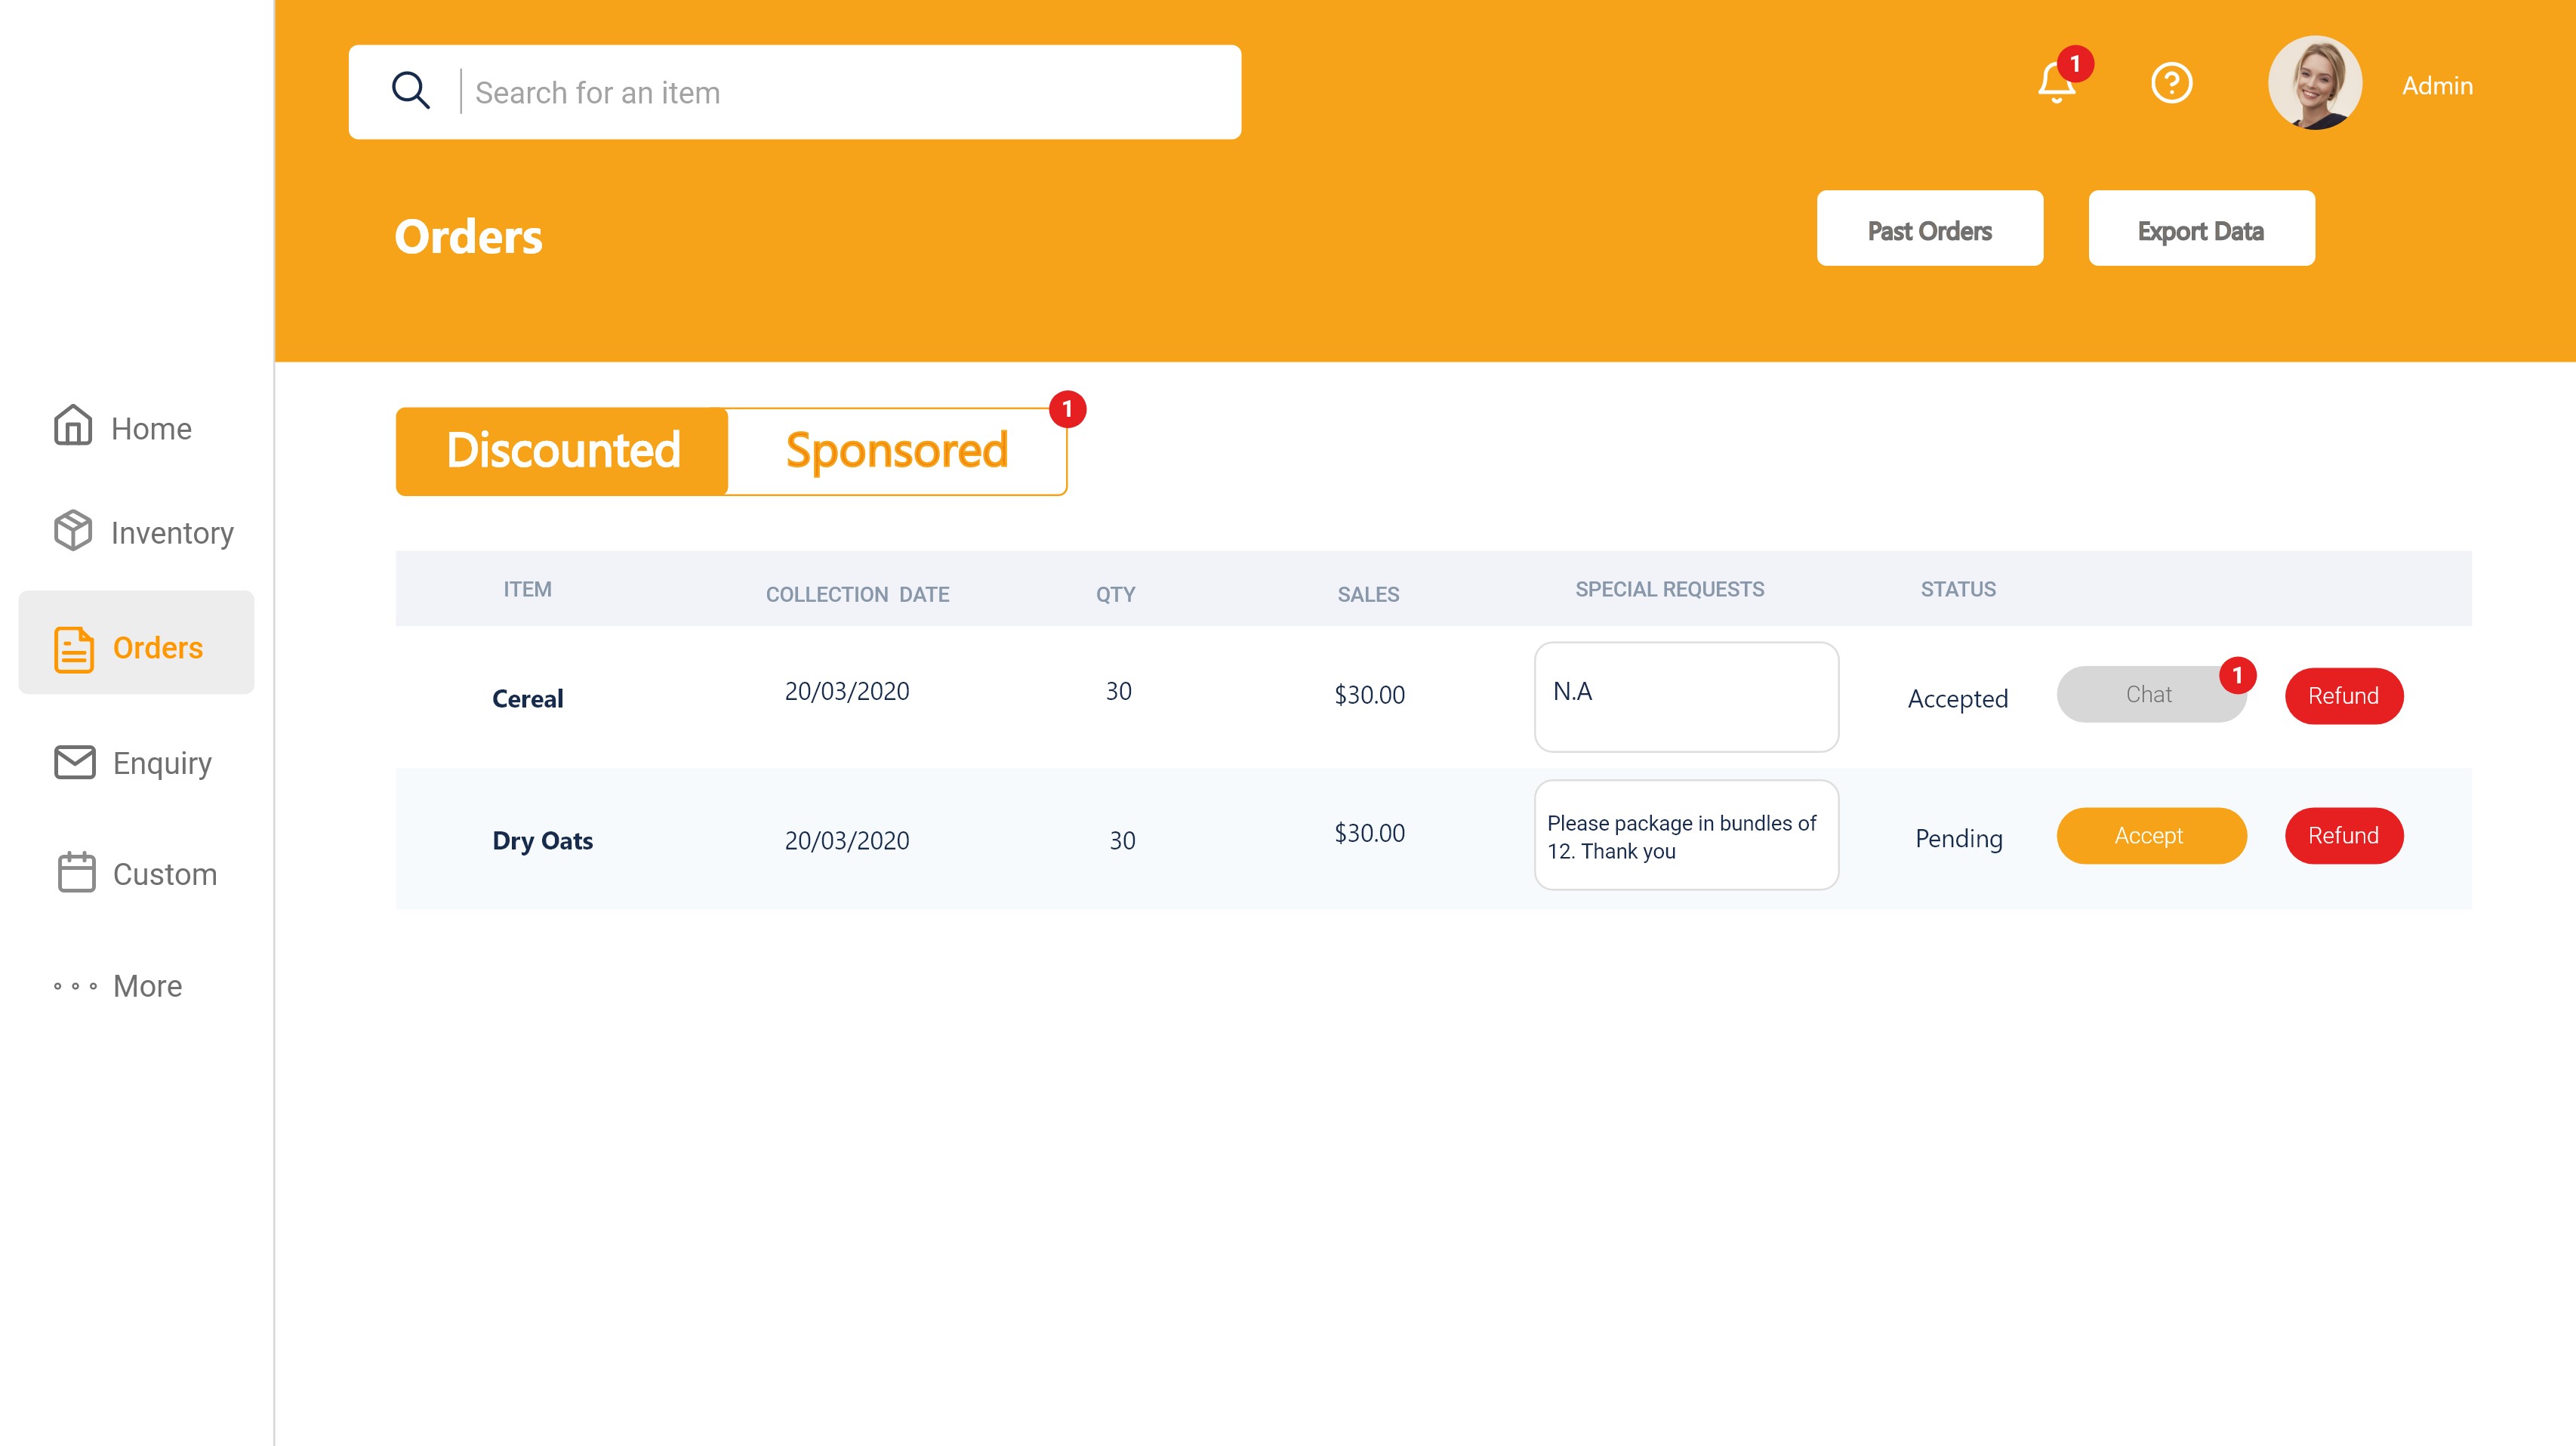 Search for an item
1
Admin
Orders
Past Orders
Export Data
Home
Inventory
Orders
Enquiry
Custom
More
Discounted
Sponsored
1
ITEM COLLECTION DATE QTY SALES SPECIAL REQUESTS STATUS
Cereal 20/03/2020 30 $30.00 N.A Accepted Chat 1 Refund
Dry Oats 20/03/2020 30 $30.00 Please package in bundles of
12. Thank you
Pending Accept Refund